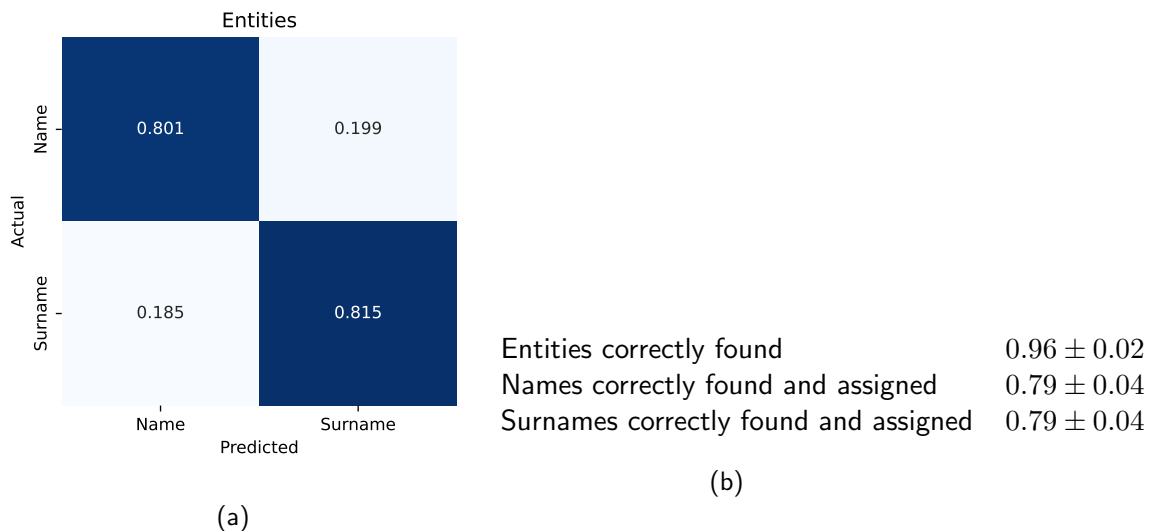 Entities
Actual
Name
0.801
0.199
Surname
0.185
0.815
Name
Surname
Predicted
(a)
Entities correctly found 0.96 ± 0.02
Names correctly found and assigned 0.79 ± 0.04
Surnames correctly found and assigned 0.79 ± 0.04
(b)